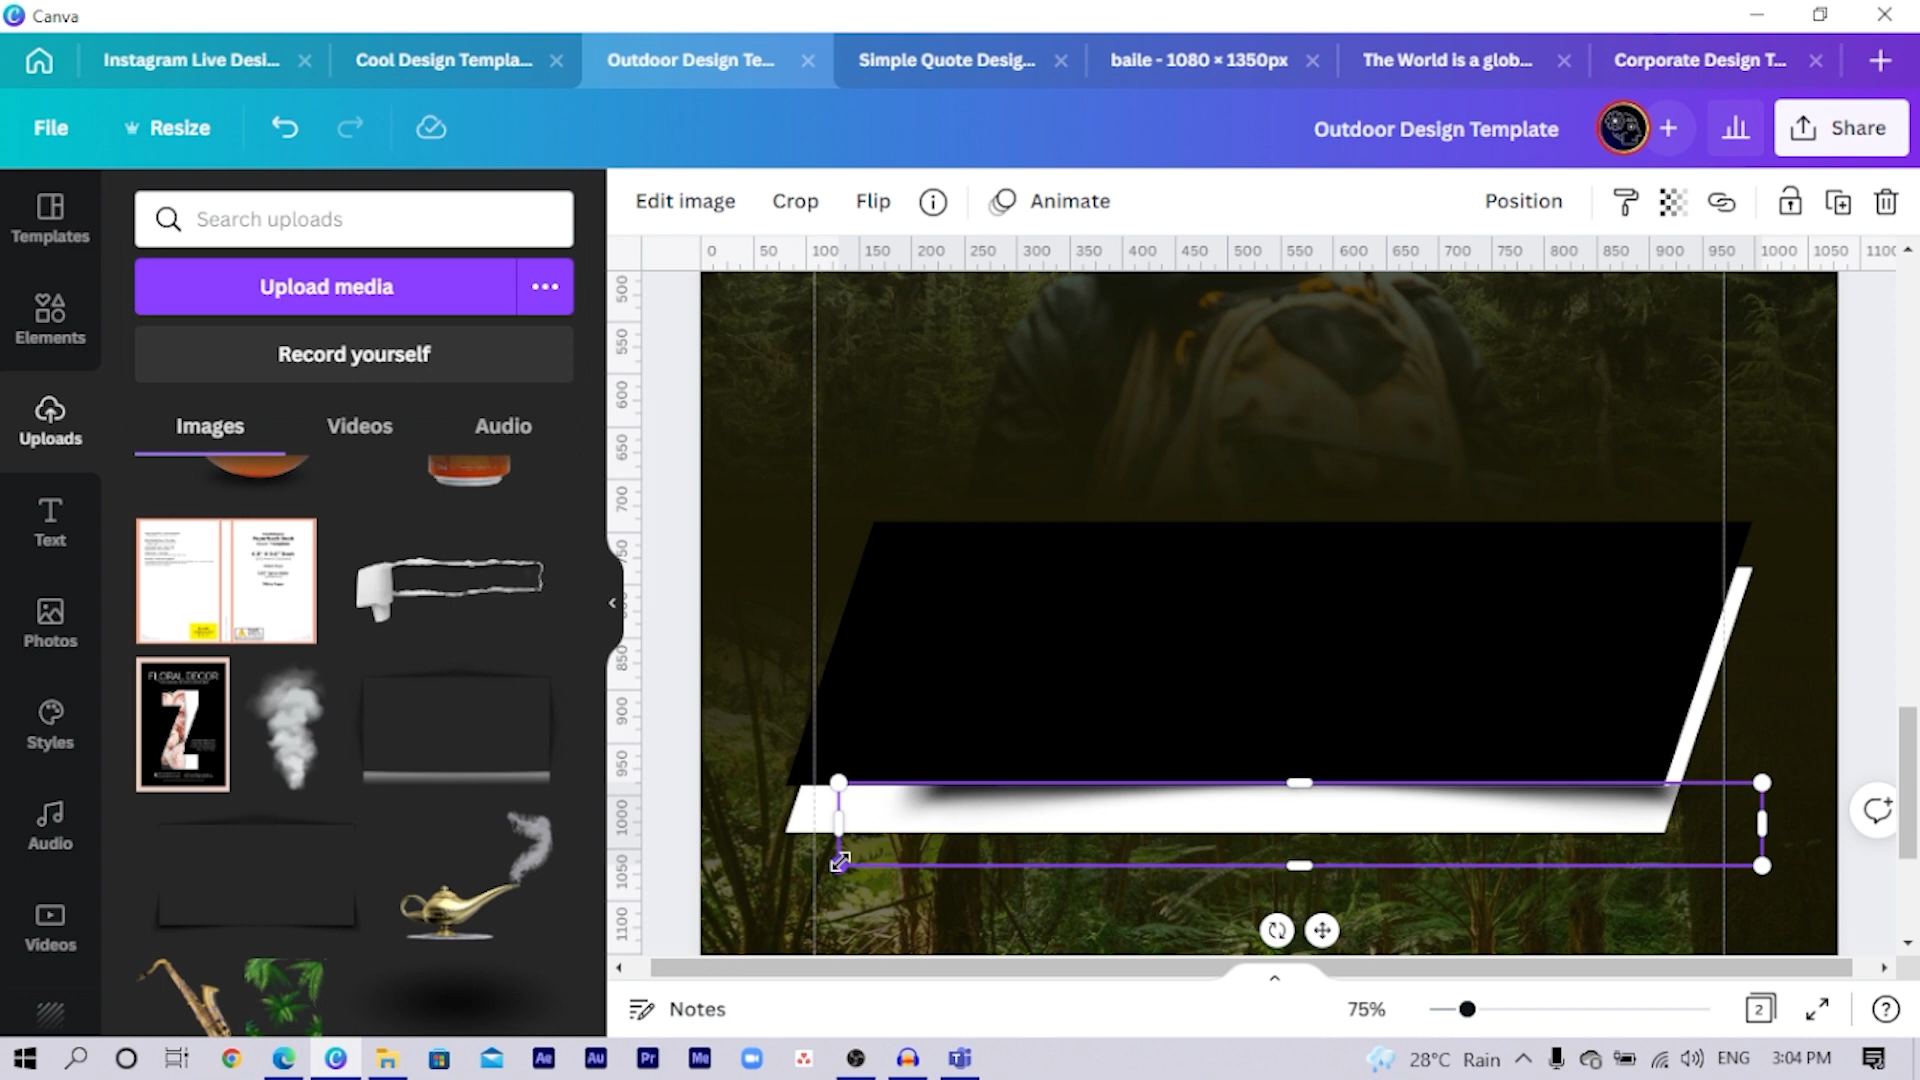 Canva
Instagram Live Desi...
Cool Design Templa...
Outdoor Design Te...
Simple Quote Desig...
baile - 1080 × 1350px
The World is a glob...
Corporate Design T...
File
Resize
Outdoor Design Template
Share
Templates
Elements
Uploads
Text
Photos
Styles
Audio
Videos
Search uploads
Upload media
Record yourself
Images
Videos
Audio
FLORAL DECOR
Edit image
Crop
Flip
Animate
Position
0 50 100 150 200 250 300 350 400 450 500 550 600 650 700 750 800 850 900 950 1000 1050 1100
500
550
600
650
700
850
900
950
1000
1050
1100
Notes
75%
2
Ae
Au
Pr
Me
28°C Rain
ENG
3:04 PM